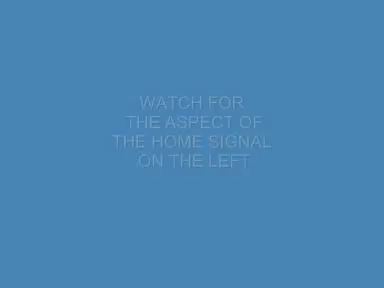 WATCH FOR
THE ASPECT OF
THE HOME SIGNAL
ON THE LEFT